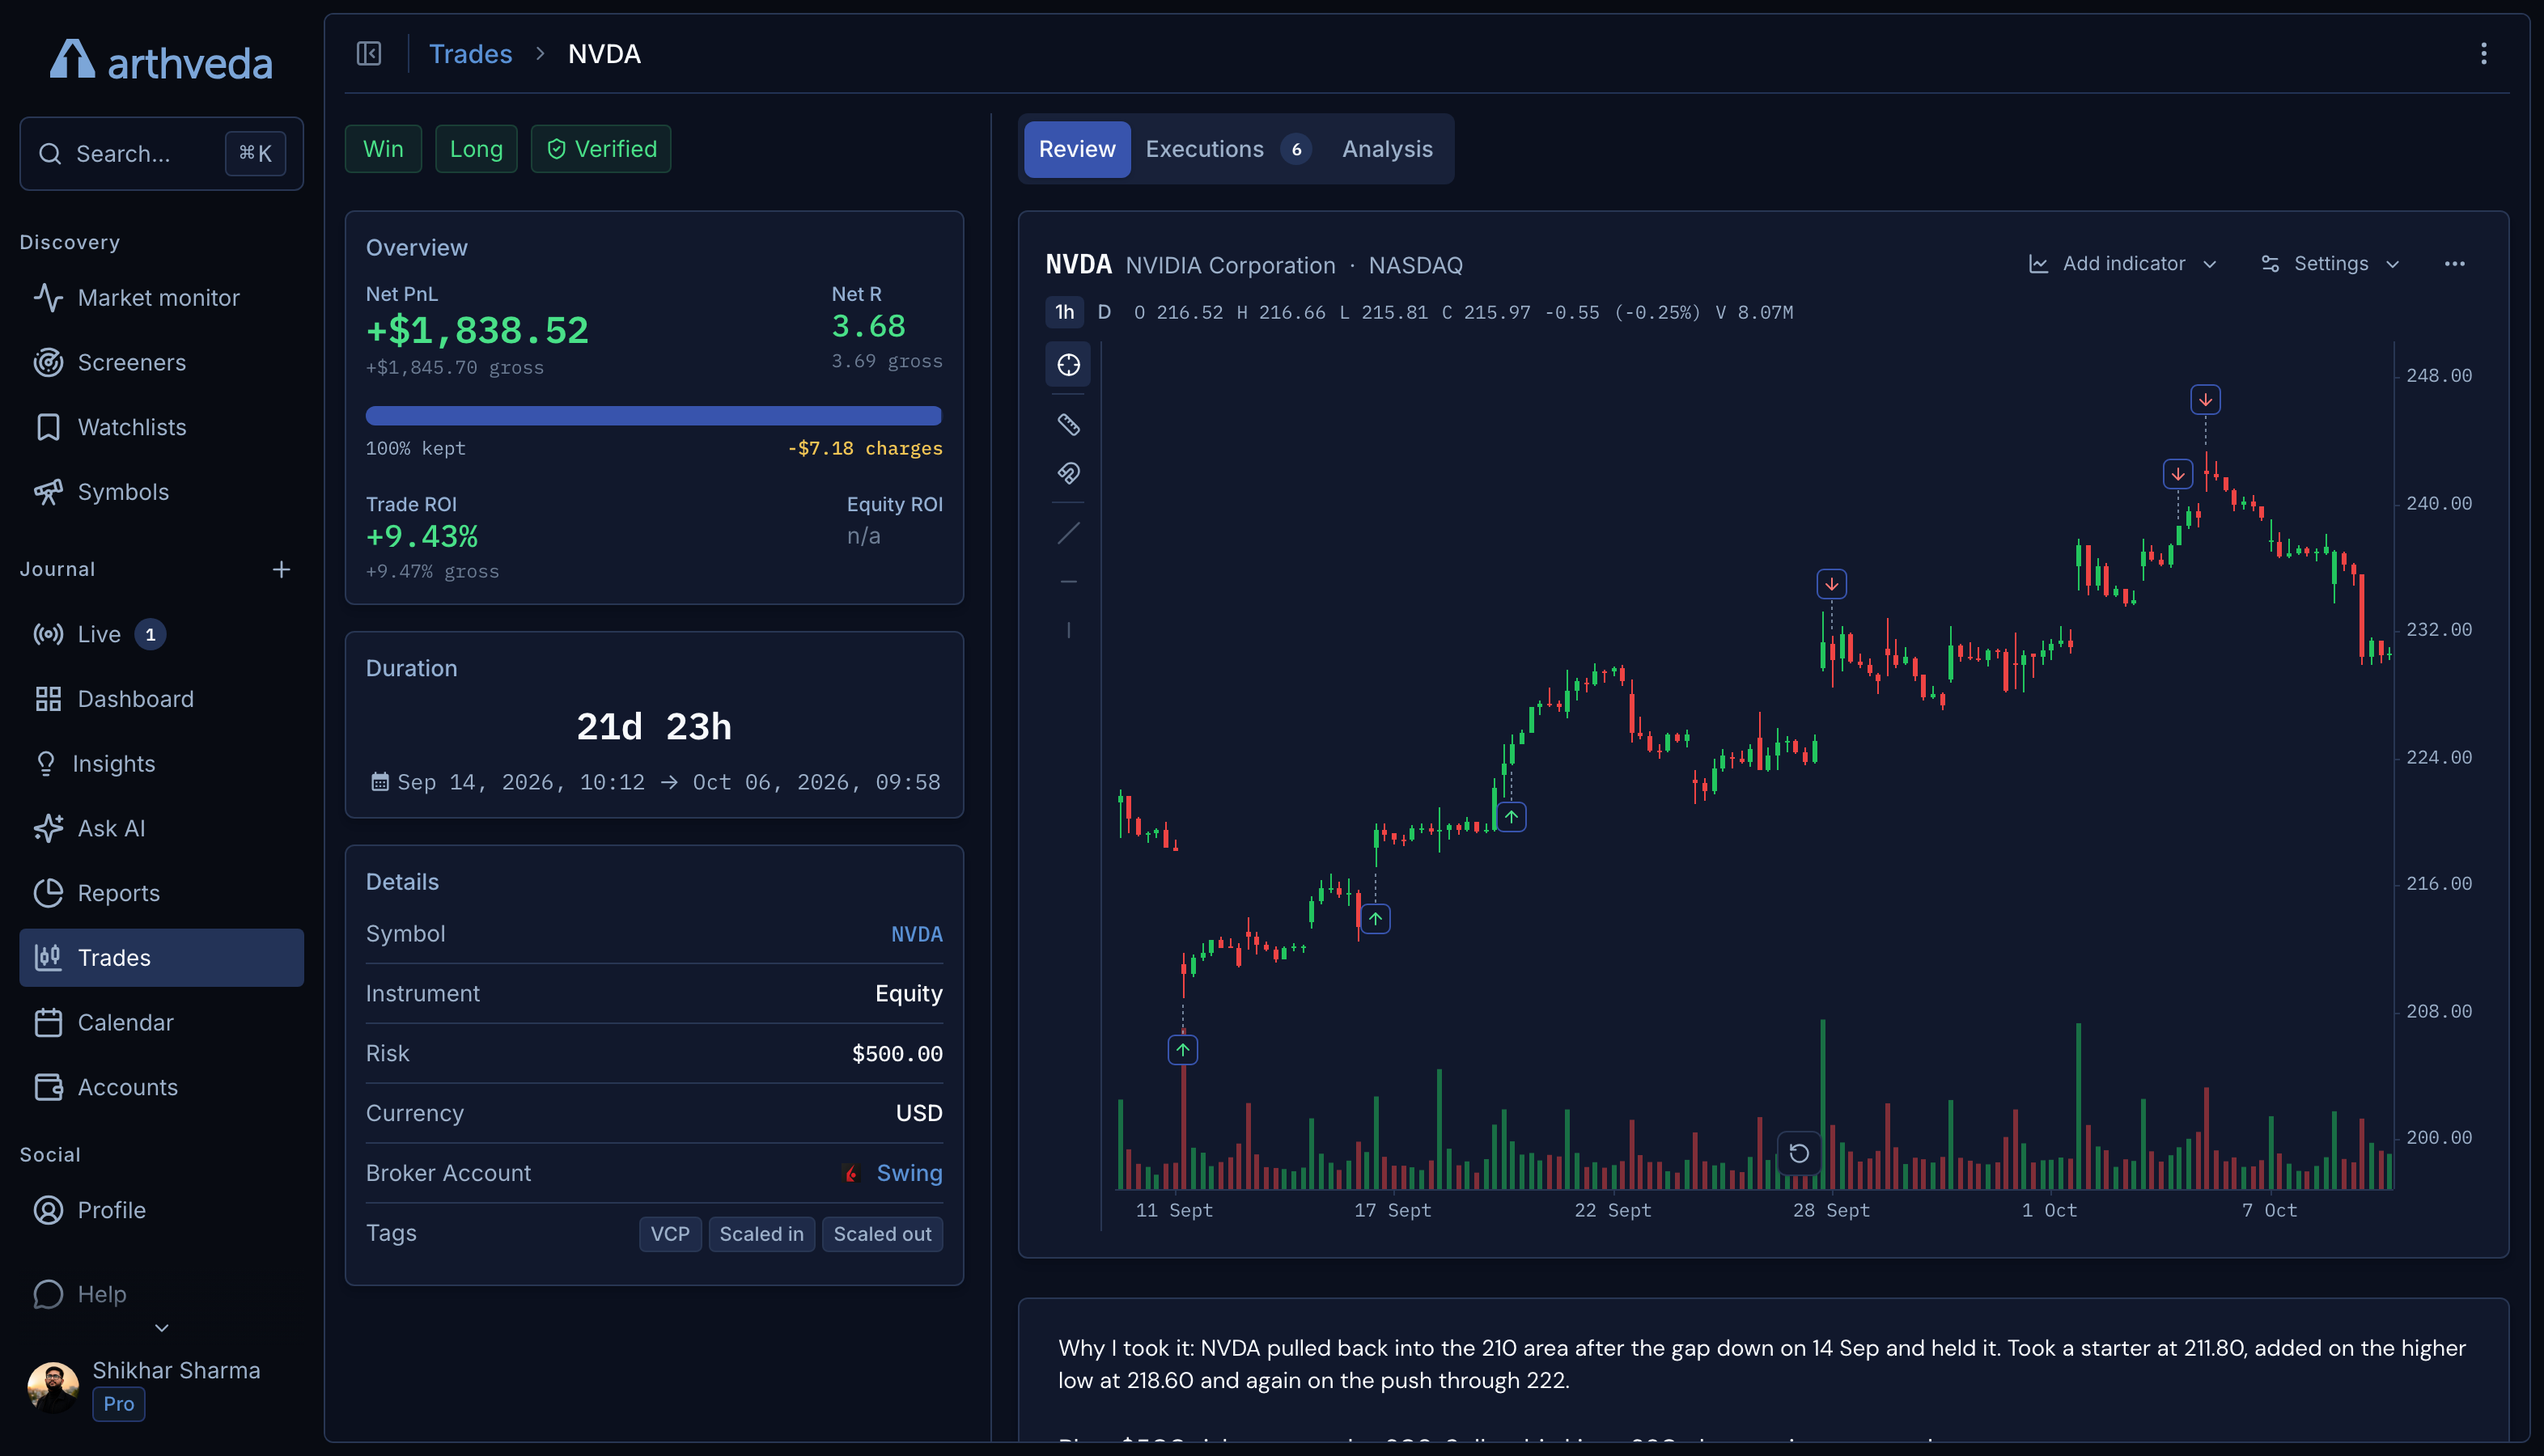 arthveda
Search...
⌘K
Discovery
Market monitor
Screeners
Watchlists
Symbols
Journal
Live 1
Dashboard
Insights
Ask AI
Reports
Trades
Calendar
Accounts
Social
Profile
Help
Shikhar Sharma
Pro
Trades > NVDA
Win Long Verified
Overview
Net PnL Net R
+$1,838.52 3.68
+$1,845.70 gross 3.69 gross
100% kept -$7.18 charges
Trade ROI Equity ROI
+9.43% n/a
+9.47% gross
Duration
21d 23h
Sep 14, 2026, 10:12 → Oct 06, 2026, 09:58
Details
Symbol NVDA
Instrument Equity
Risk $500.00
Currency USD
Broker Account Swing
Tags VCP Scaled in Scaled out
Review Executions 6 Analysis
NVDA NVIDIA Corporation · NASDAQ
Add indicator Settings
1h D O 216.52 H 216.66 L 215.81 C 215.97 -0.55 (-0.25%) V 8.07M
248.00
240.00
232.00
224.00
216.00
208.00
200.00
11 Sept 17 Sept 22 Sept 28 Sept 1 Oct 7 Oct
Why I took it: NVDA pulled back into the 210 area after the gap down on 14 Sep and held it. Took a starter at 211.80, added on the higher
low at 218.60 and again on the push through 222.